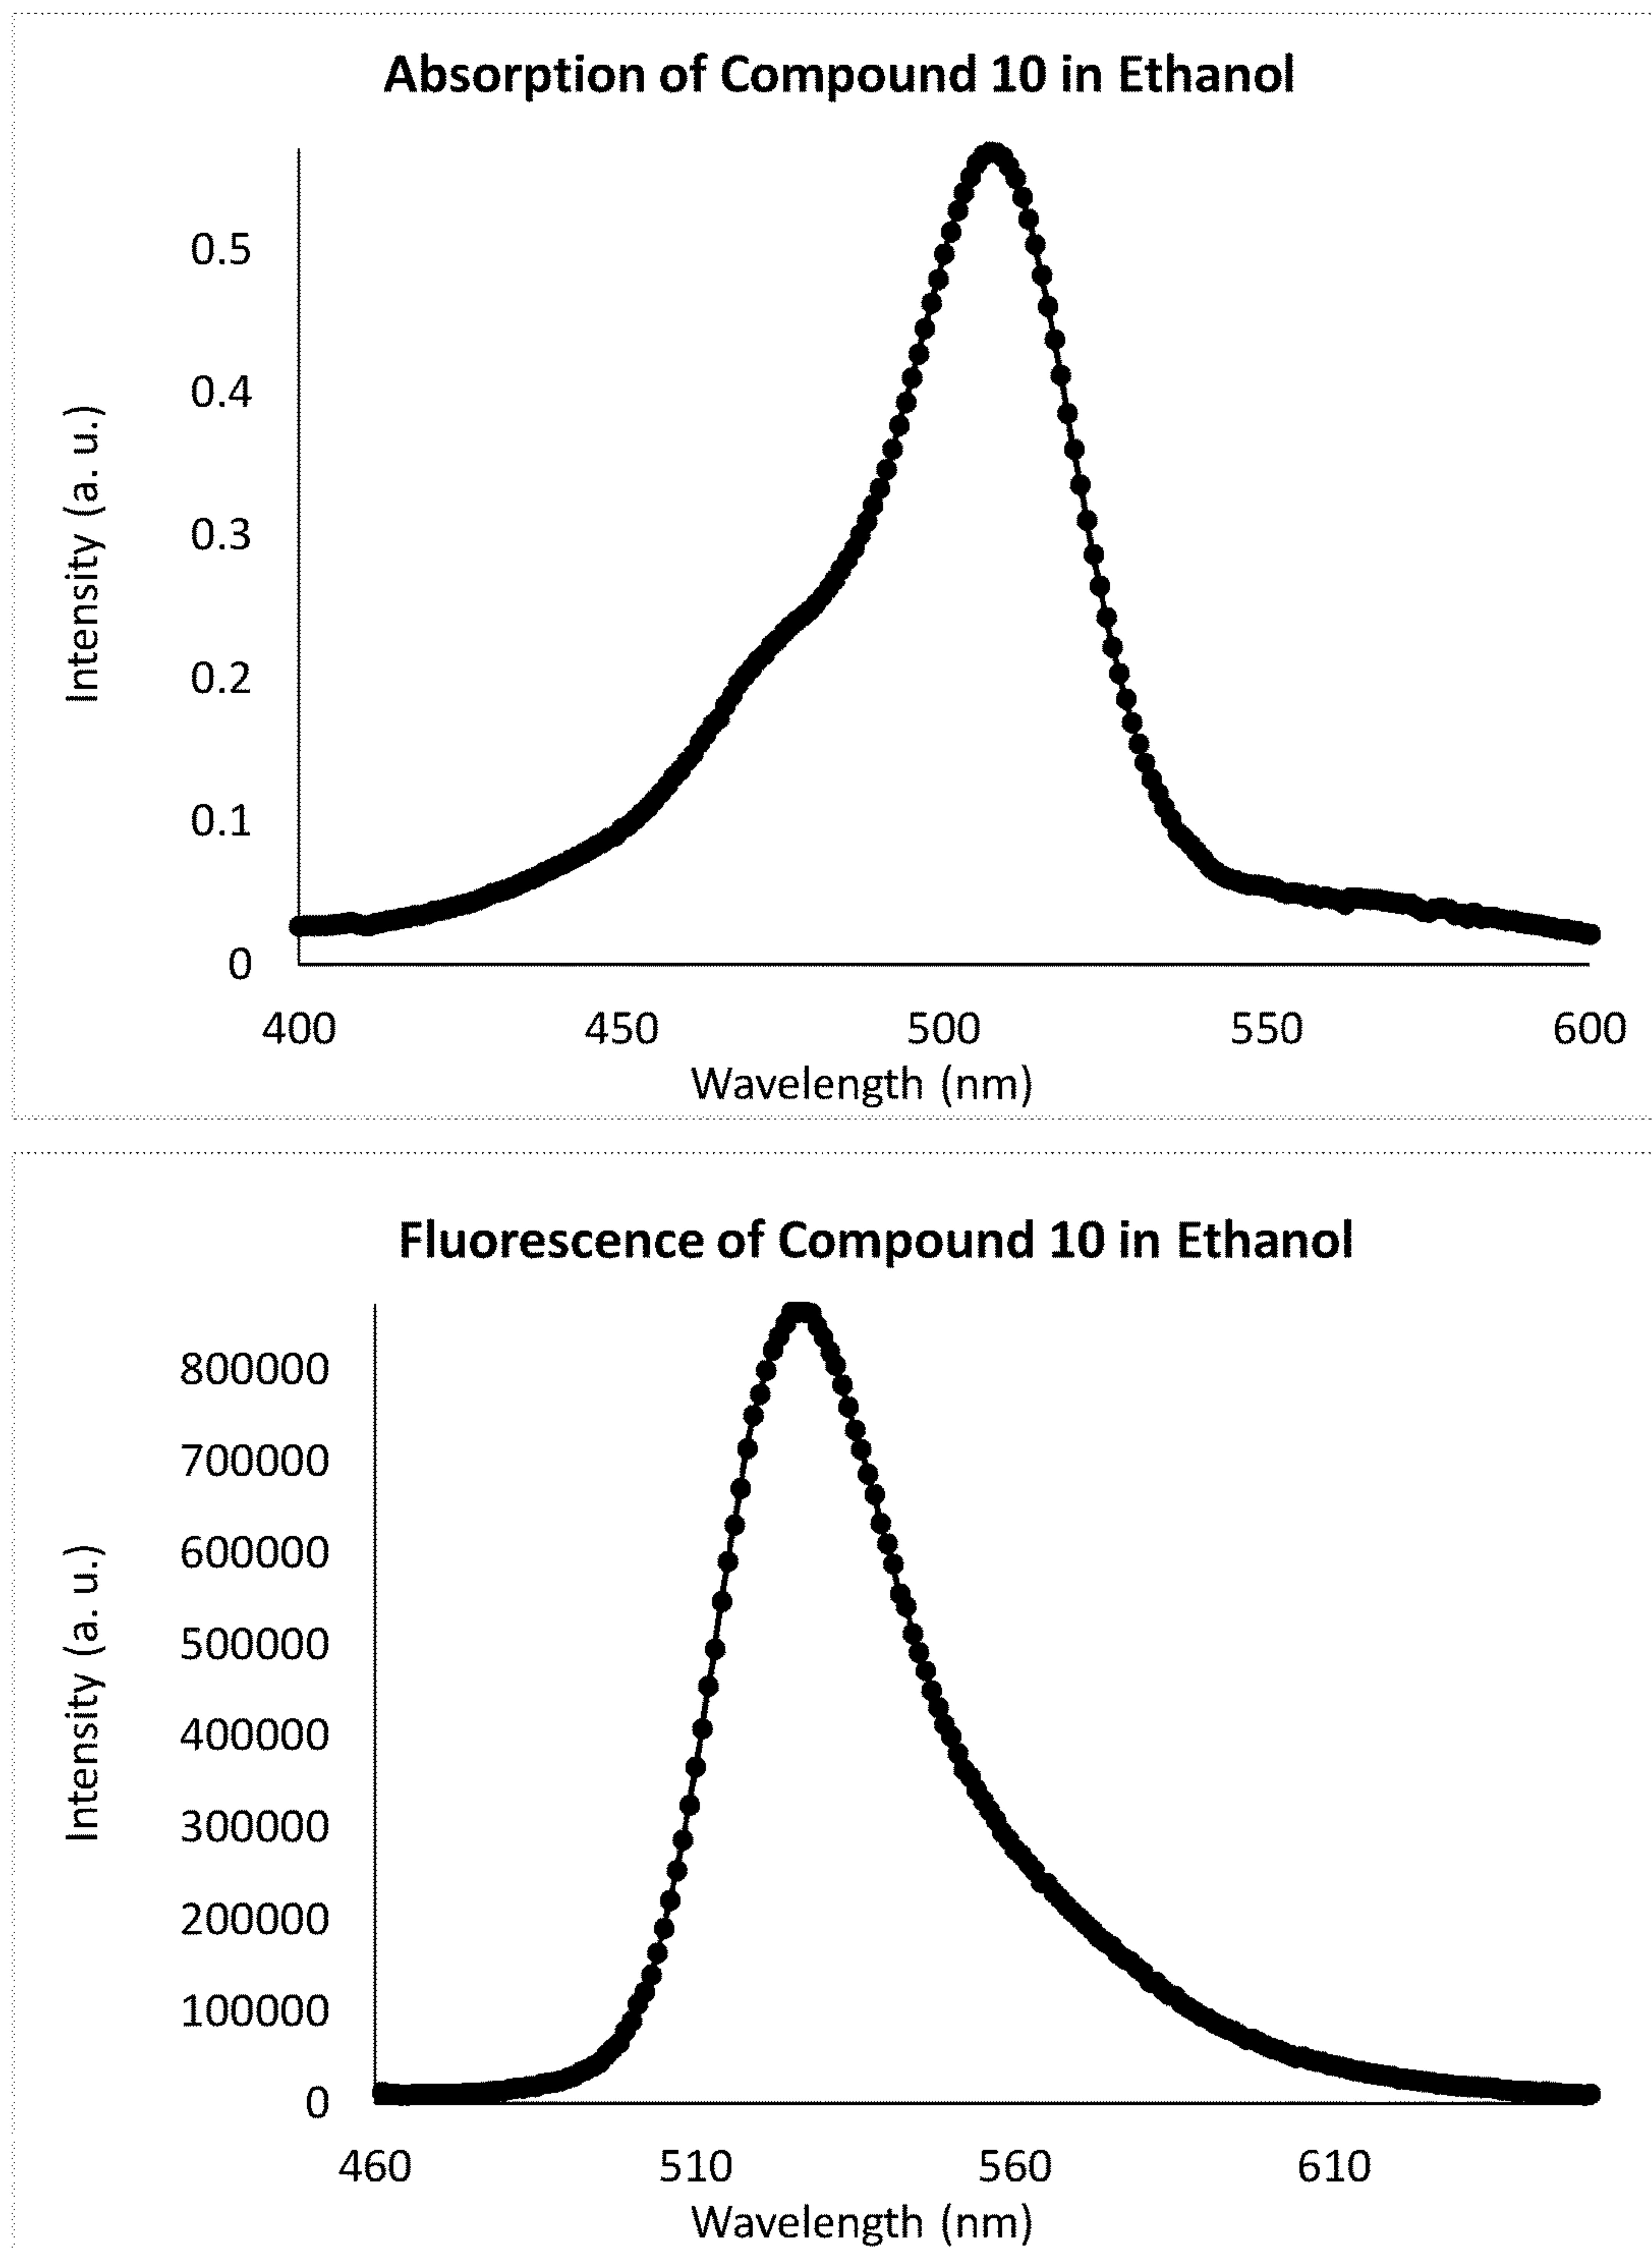 Absorption of Compound 10 in Ethanol
0.5
0.4
0.3
0.2
0.1
0
Intensity (a. u.)
400 450 500 550 600
Wavelength (nm)
Fluorescence of Compound 10 in Ethanol
800000
700000
600000
500000
400000
300000
200000
100000
0
Intensity (a. u.)
460 510 560 610
Wavelength (nm)